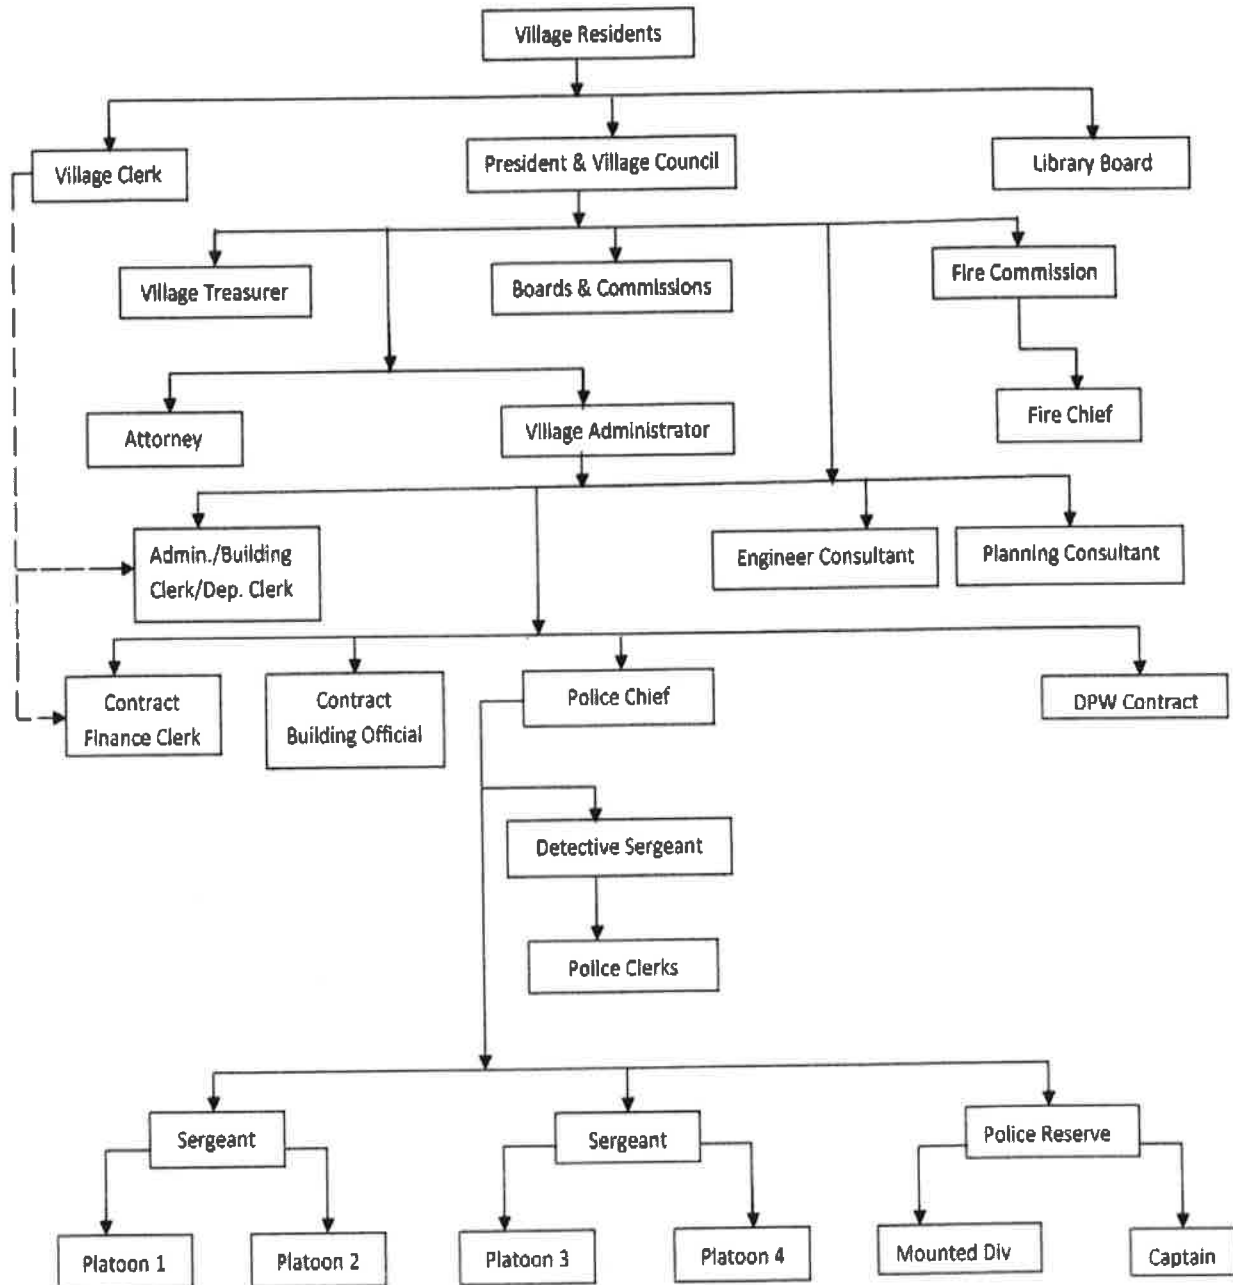 Village Residents
Village Clerk
President & Village Council
Library Board
Village Treasurer
Boards & Commissions
Fire Commission
Attorney
Village Administrator
Fire Chief
Admin./Building
Clerk/Dep. Clerk
Engineer Consultant
Planning Consultant
Contract
Finance Clerk
Contract
Building Official
Police Chief
DPW Contract
Detective Sergeant
Police Clerks
Sergeant
Sergeant
Police Reserve
Platoon 1
Platoon 2
Platoon 3
Platoon 4
Mounted Div
Captain